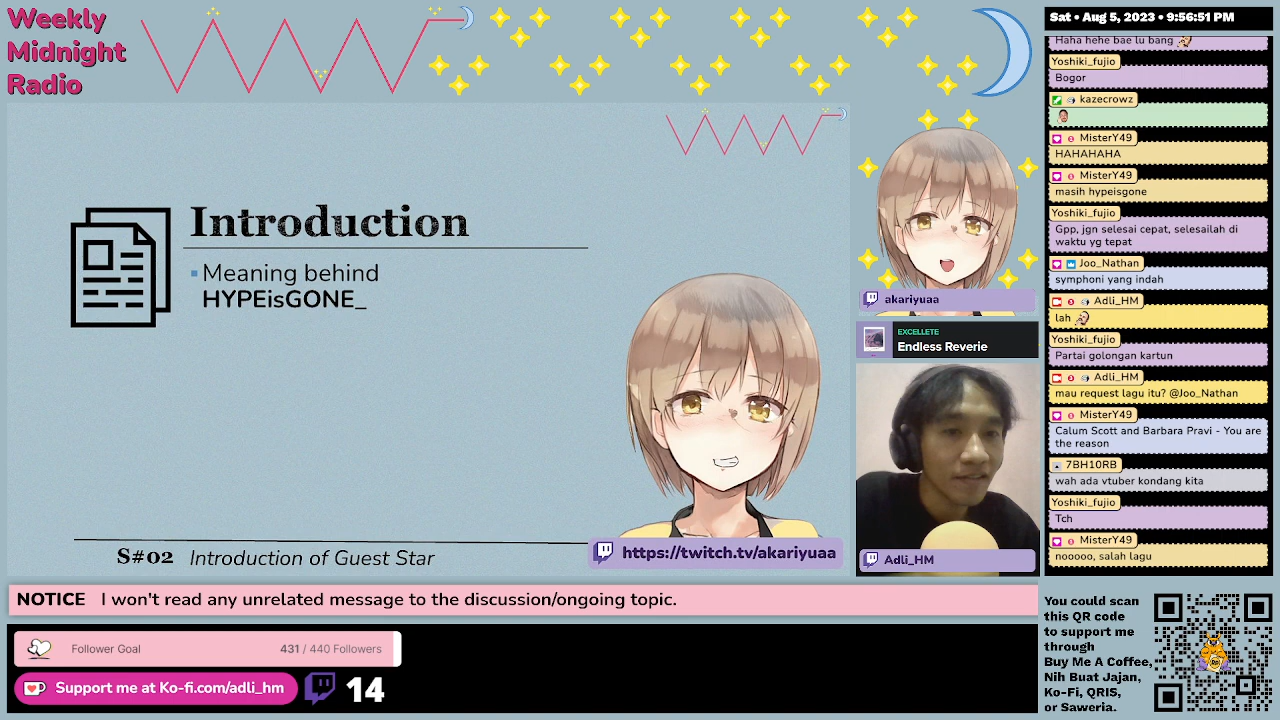 Weekly
Midnight
Radio
Introduction
Meaning behind
HYPEisGONE_
S#02 Introduction of Guest Star
https://twitch.tv/akariyuaa
akariyuaa
EXCELLETE
Endless Reverie
Adli_HM
Sat • Aug 5, 2023 • 9:56:51 PM
Haha hehe bae lu bang
Yoshiki_fujio
Bogor
kazecrowz
MisterY49
HAHAHAHA
MisterY49
masih hypeisgone
Yoshiki_fujio
Gpp, jgn selesai cepat, selesailah di
waktu yg tepat
Joo_Nathan
symphoni yang indah
Adli_HM
lah
Yoshiki_fujio
Partai golongan kartun
Adli_HM
mau request lagu itu? @Joo_Nathan
MisterY49
Calum Scott and Barbara Pravi - You are
the reason
7BH10RB
wah ada vtuber kondang kita
Yoshiki_fujio
Tch
MisterY49
nooooo, salah lagu
NOTICE I won't read any unrelated message to the discussion/ongoing topic.
Follower Goal 431 / 440 Followers
Support me at Ko-fi.com/adli_hm
14
You could scan
this QR code
to support me
through
Buy Me A Coffee,
Nih Buat Jajan,
Ko-Fi, QRIS,
or Saweria.